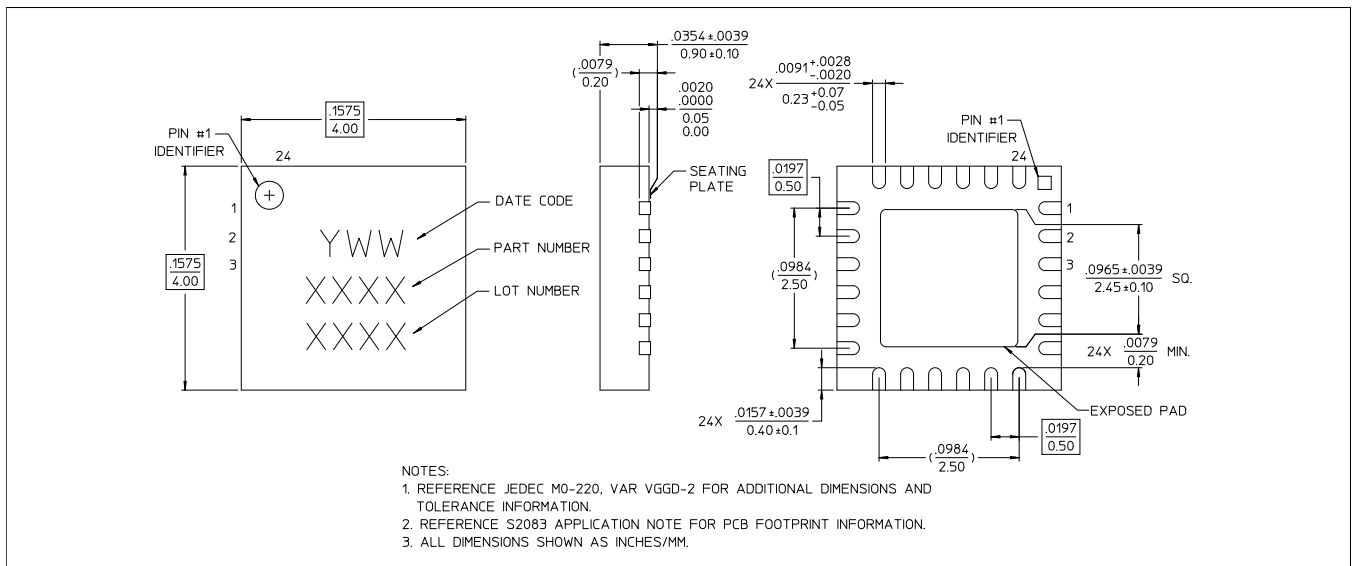 .0354±.0039
0.90±0.10
(.0079)
0.20
.0020
.0000
0.05
0.00
.1575
4.00
PIN #1
IDENTIFIER
24
1
2
3
.1575
4.00
DATE CODE
YWW
PART NUMBER
XXXX
LOT NUMBER
XXXX
SEATING
PLATE
24X .0091 +.0028
-.0020
0.23 +0.07
-0.05
PIN #1
IDENTIFIER
24
.0197
0.50
1
2
3
(.0984)
2.50
.0965±.0039 SQ.
2.45±0.10
24X .0079 MIN.
0.20
24X .0157±.0039
0.40±0.1
EXPOSED PAD
.0197
0.50
(.0984)
2.50
NOTES:
1. REFERENCE JEDEC MO-220, VAR VGGD-2 FOR ADDITIONAL DIMENSIONS AND
TOLERANCE INFORMATION.
2. REFERENCE S2083 APPLICATION NOTE FOR PCB FOOTPRINT INFORMATION.
3. ALL DIMENSIONS SHOWN AS INCHES/MM.